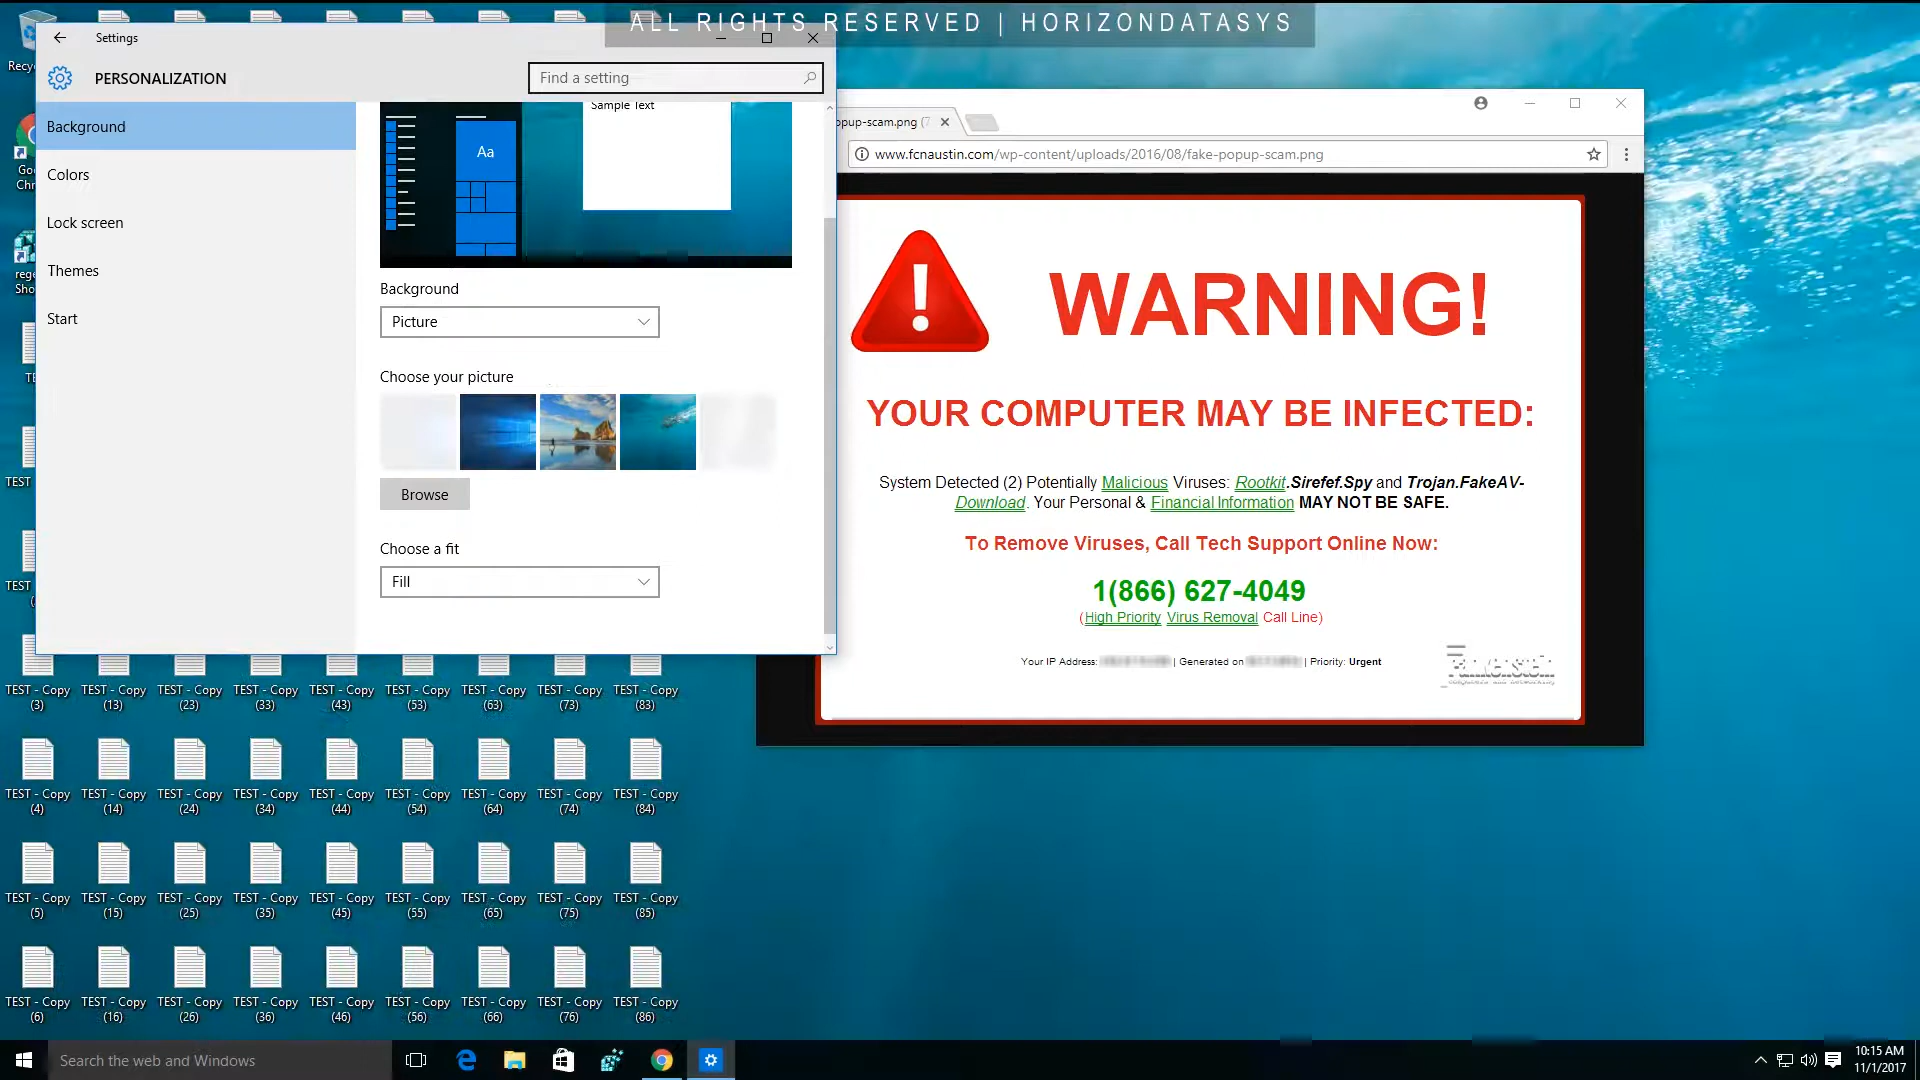 ALL RIGHTS RESERVED | HORIZONDATASYS
Settings
PERSONALIZATION
Find a setting
Background
Colors
Lock screen
Themes
Start
Sample Text
Aa
Background
Picture
Choose your picture
Browse
Choose a fit
Fill
opup-scam.png (7
www.fcnaustin.com/wp-content/uploads/2016/08/fake-popup-scam.png
WARNING!
YOUR COMPUTER MAY BE INFECTED:
System Detected (2) Potentially Malicious Viruses: Rootkit.Sirefef.Spy and Trojan.FakeAV-
Download. Your Personal & Financial Information MAY NOT BE SAFE.
To Remove Viruses, Call Tech Support Online Now:
1(866) 627-4049
(High Priority Virus Removal Call Line)
Your IP Address: | Generated on | Priority: Urgent
Recy
Goo
Chr
rege
Sho
TE
TEST
TEST
TEST - Copy (3)
TEST - Copy (13)
TEST - Copy (23)
TEST - Copy (33)
TEST - Copy (43)
TEST - Copy (53)
TEST - Copy (63)
TEST - Copy (73)
TEST - Copy (83)
TEST - Copy (4)
TEST - Copy (14)
TEST - Copy (24)
TEST - Copy (34)
TEST - Copy (44)
TEST - Copy (54)
TEST - Copy (64)
TEST - Copy (74)
TEST - Copy (84)
TEST - Copy (5)
TEST - Copy (15)
TEST - Copy (25)
TEST - Copy (35)
TEST - Copy (45)
TEST - Copy (55)
TEST - Copy (65)
TEST - Copy (75)
TEST - Copy (85)
TEST - Copy (6)
TEST - Copy (16)
TEST - Copy (26)
TEST - Copy (36)
TEST - Copy (46)
TEST - Copy (56)
TEST - Copy (66)
TEST - Copy (76)
TEST - Copy (86)
Search the web and Windows
10:15 AM
11/1/2017